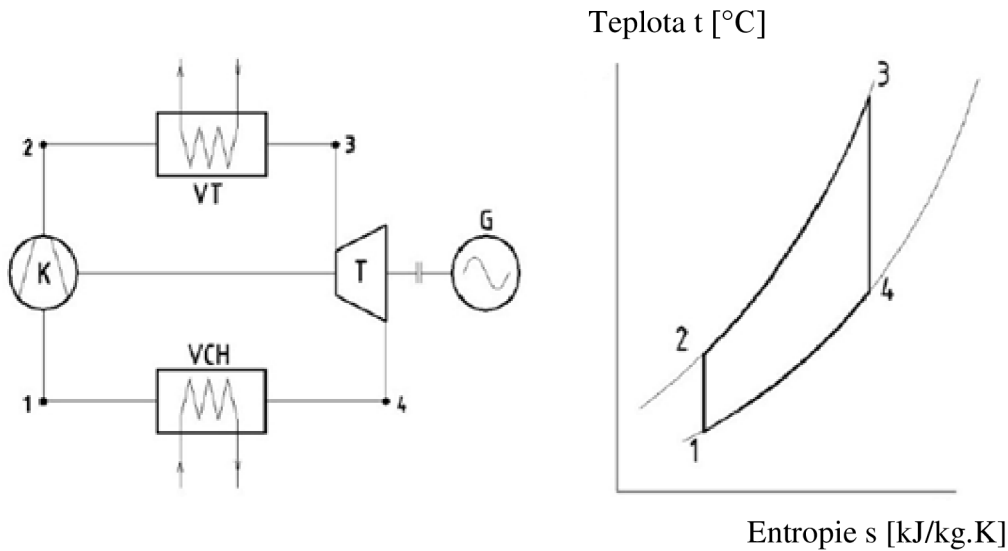 Teplota t [°C]
2
3
VT
K
T
G
VCH
1
4
3
2
4
1
Entropie s [kJ/kg.K]